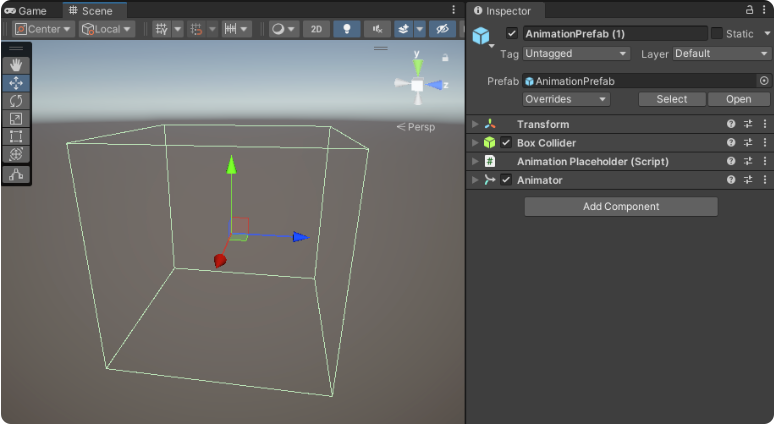 Game
Scene
Center
Local
2D
y
z
Persp
Inspector
AnimationPrefab (1)
Static
Tag
Untagged
Layer
Default
Prefab
AnimationPrefab
Overrides
Select
Open
Transform
Box Collider
Animation Placeholder (Script)
Animator
Add Component